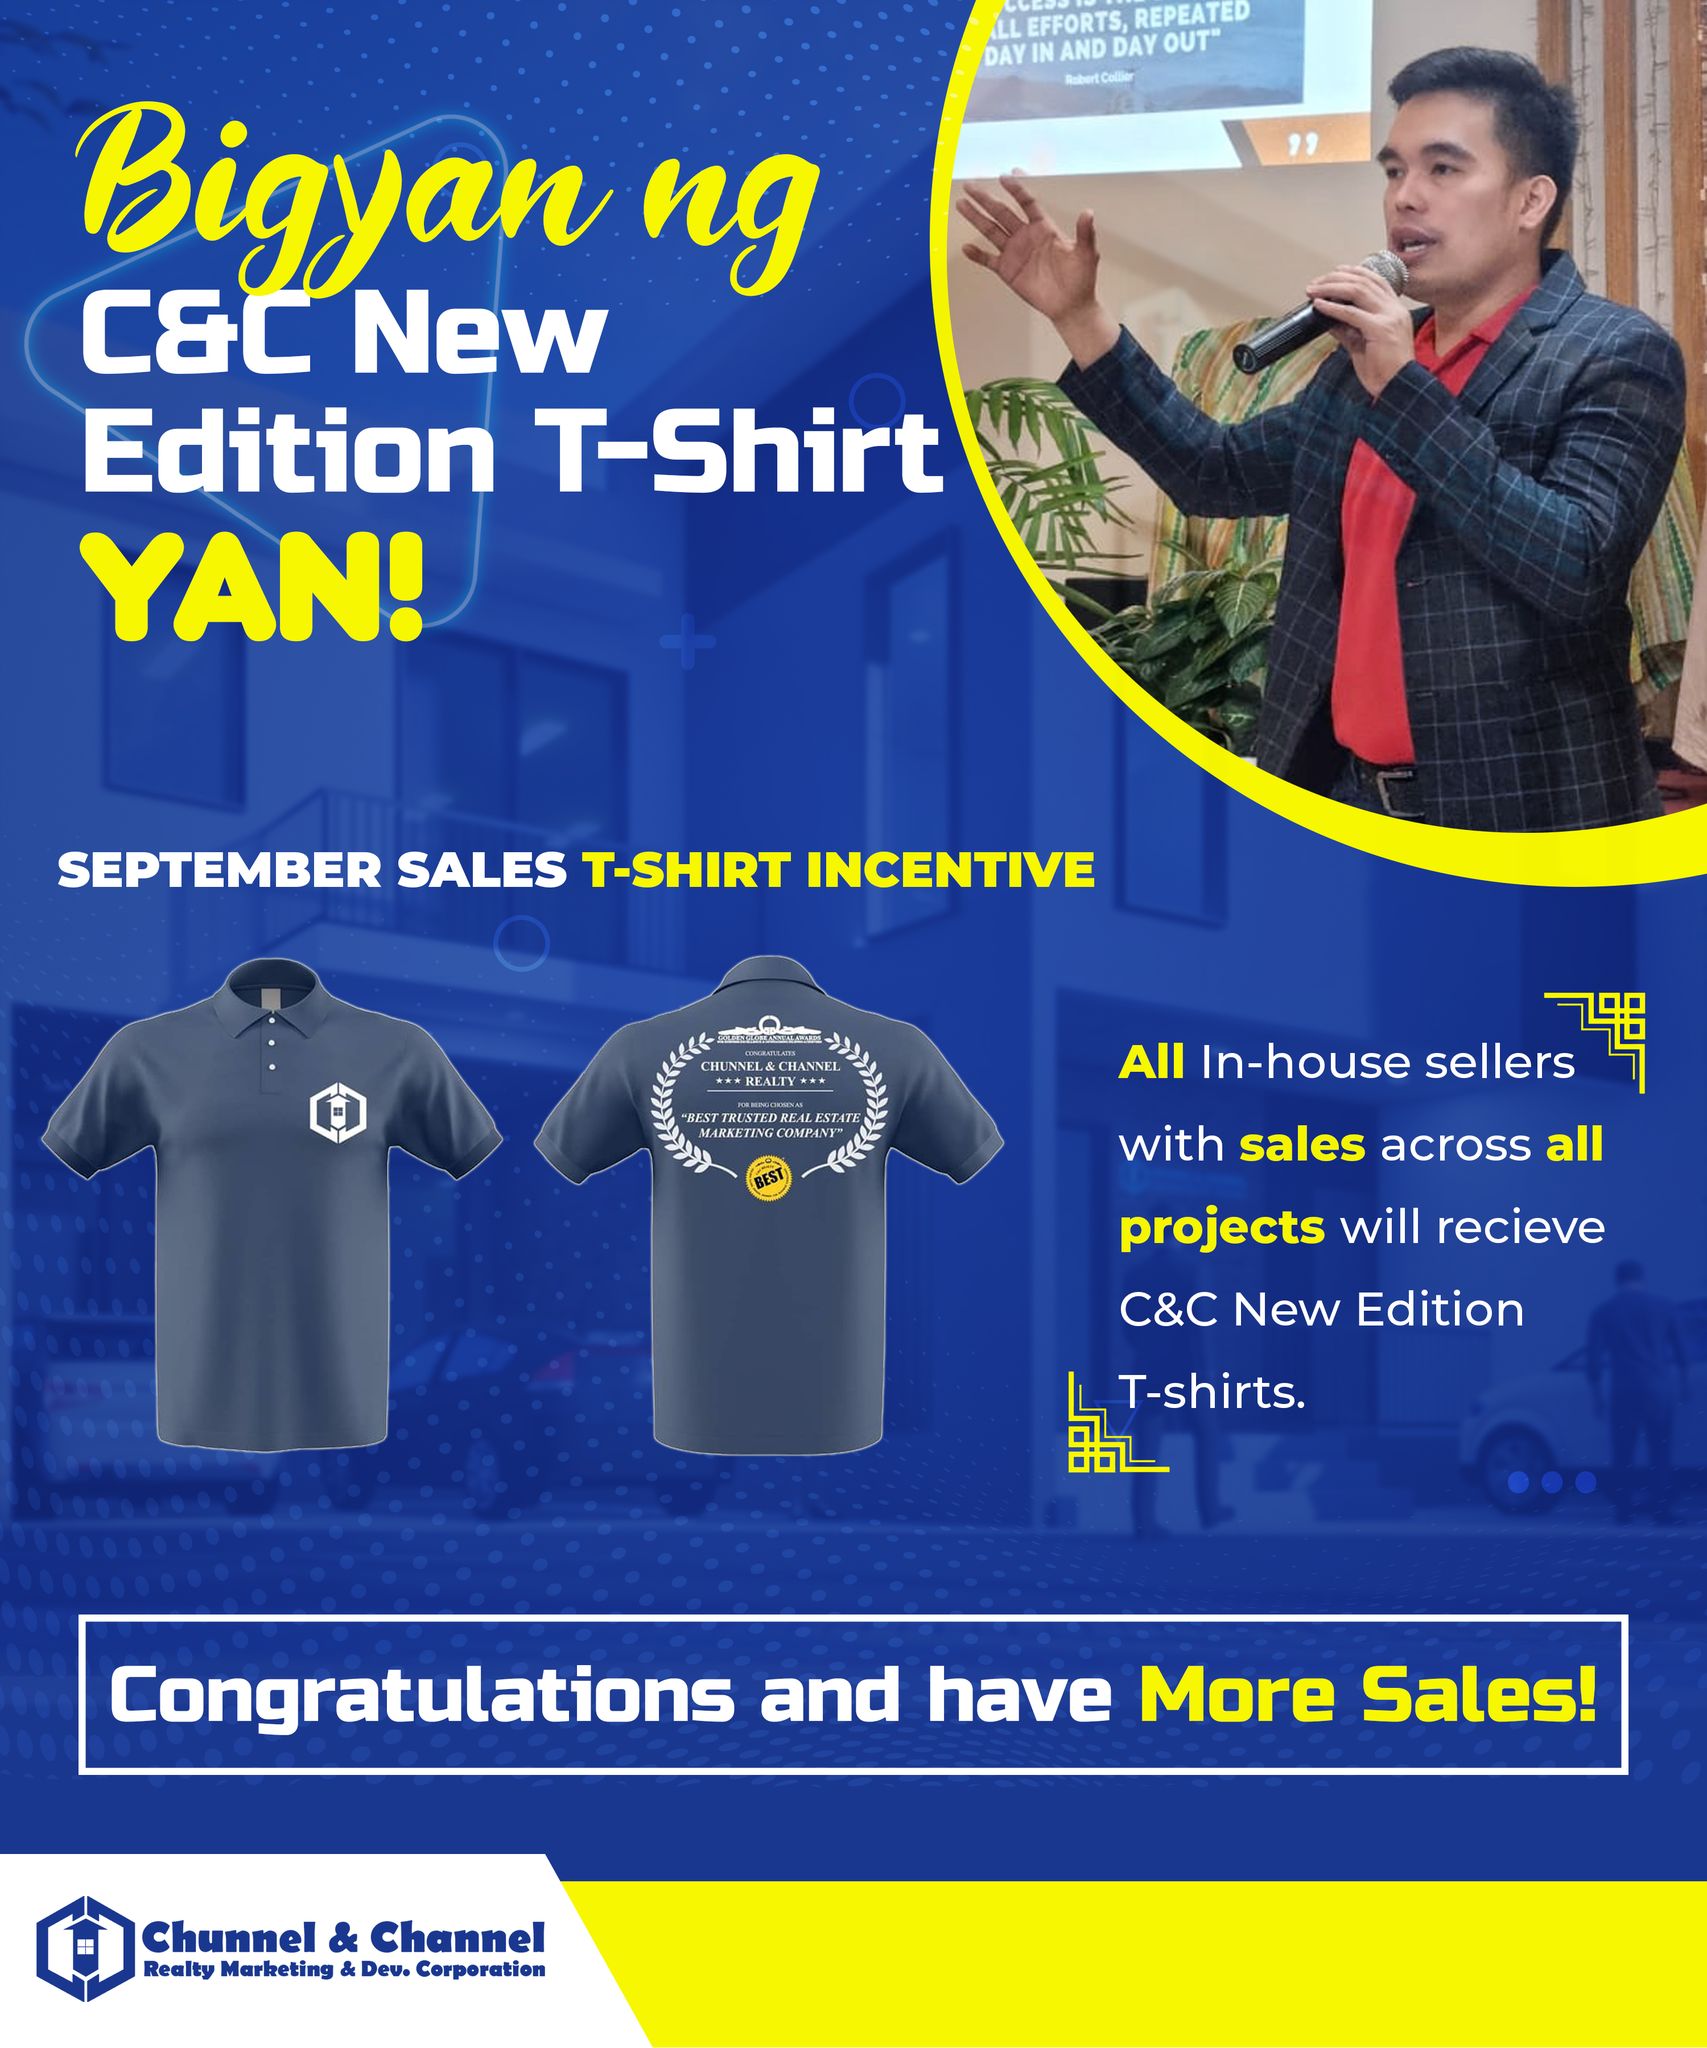 ALL EFFORTS, REPEATED
DAY IN AND DAY OUT"
Robert Collier
"
Bigyan ng
C&C New
Edition T-Shirt
YAN!
SEPTEMBER SALES T-SHIRT INCENTIVE
GOLDEN GLOBE ANNUAL AWARDS
CONGRATULATES
CHUNNEL & CHANNEL
*** REALTY ***
FOR BEING CHOSEN AS
"BEST TRUSTED REAL ESTATE
MARKETING COMPANY"
BEST
All In-house sellers
with sales across all
projects will recieve
C&C New Edition
T-shirts.
Congratulations and have More Sales!
Chunnel & Channel
Realty Marketing & Dev. Corporation